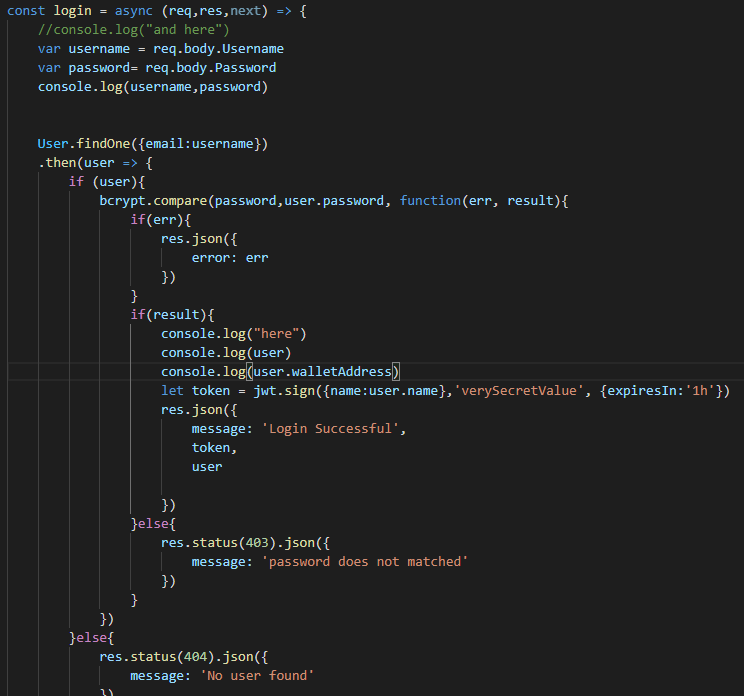 const login = async (req,res,next) => {
//console.log("and here")
var username = req.body.Username
var password= req.body.Password
console.log(username,password)
User.findOne({email:username})
.then(user => {
if (user){
bcrypt.compare(password,user.password, function(err, result){
if(err){
res.json({
error: err
})
}
if(result){
console.log("here")
console.log(user)
console.log(user.walletAddress)
let token = jwt.sign({name:user.name},'verySecretValue', {expiresIn:'1h'})
res.json({
message: 'Login Successful',
token,
user
})
}else{
res.status(403).json({
message: 'password does not matched'
})
}
})
}else{
res.status(404).json({
message: 'No user found'
})